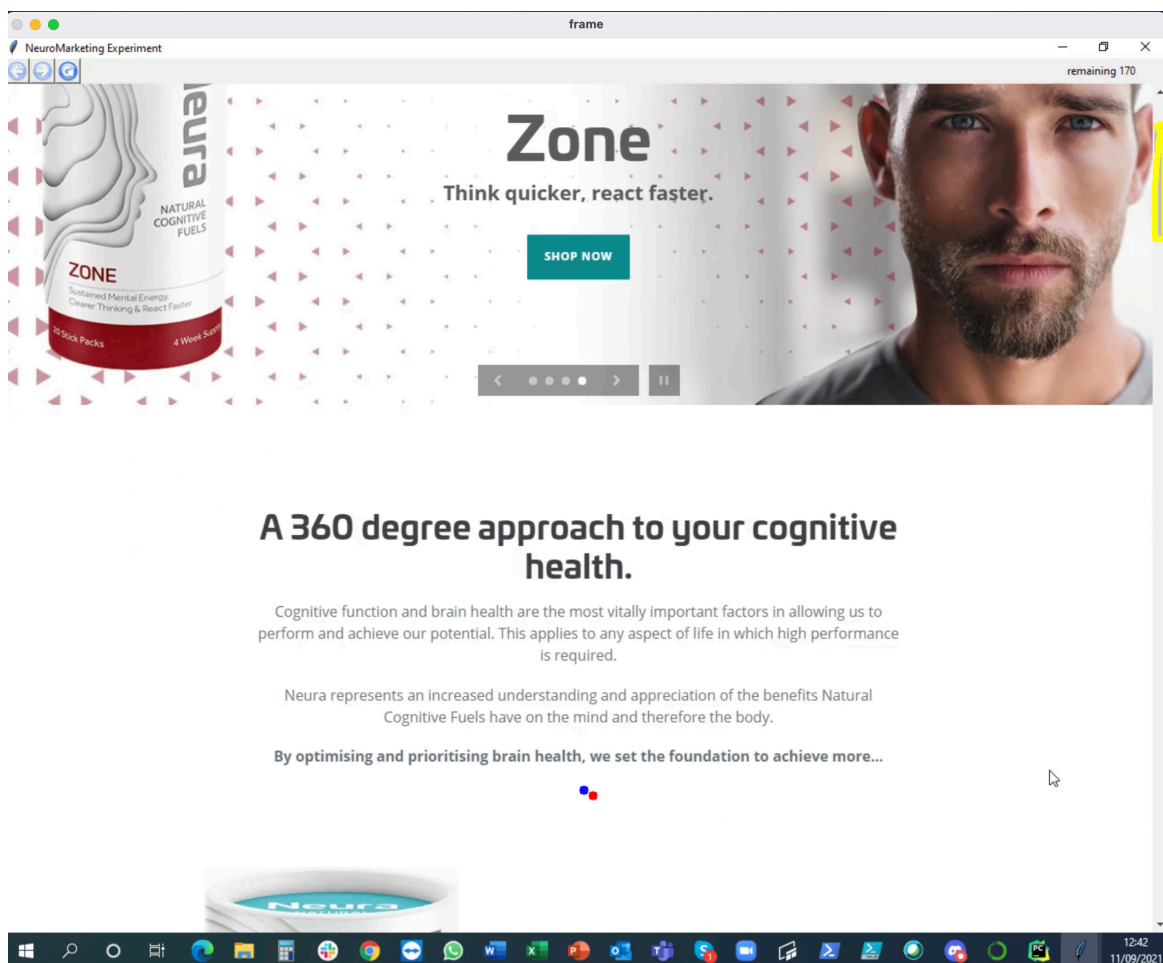 frame
NeuroMarketing Experiment
remaining 170
Neura
NATURAL
COGNITIVE
FUELS
ZONE
Sustained Mental Energy,
Clearer Thinking & React Faster
20 Stick Packs
4 Week Supply
Zone
Think quicker, react faster.
SHOP NOW
A 360 degree approach to your cognitive
health.
Cognitive function and brain health are the most vitally important factors in allowing us to
perform and achieve our potential. This applies to any aspect of life in which high performance
is required.
Neura represents an increased understanding and appreciation of the benefits Natural
Cognitive Fuels have on the mind and therefore the body.
By optimising and prioritising brain health, we set the foundation to achieve more...
Neura
NATURAL
12:42
11/09/2021